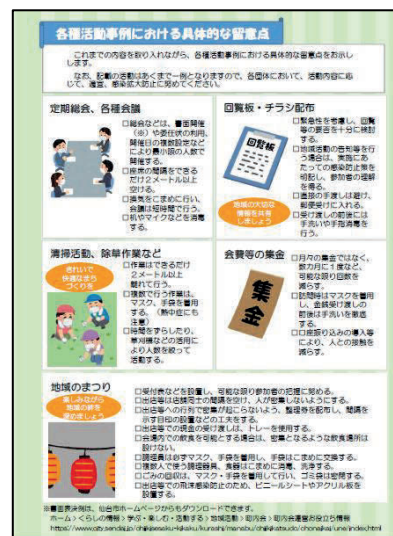 各種活動事例における具体的な留意点
これまでの内容を取り入れながら、各種活動事例における具体的な留意点をお示し
します。
なお、記載の活動はあくまで一例となりますので、各団体において、活動内容に応
じて、適宜、感染拡大防止に努めてください。
定期総会、各種会議
□総会などは、書面開催
（※）や委任状の利用、
開催日の複数設定など
により最小限の人数で
開催する。
□座席の間隔をできる
だけ2メートル以上
空ける。
□換気をこまめに行い、
会議は短時間で行う。
□机やマイクなどを消毒
する。
回覧板・チラシ配布
回覧板
地域の大切な
情報を共有
しましょう
□緊急性を考慮し、回覧
等の要否を十分に検討
する。
□地域活動の告知等を行
う場合は、実施にあ
たっての感染防止策を
明記し、参加者の理解
を得る。
□直接の手渡しは避け、
郵便受けに入れる。
□受け渡しの前後には
手洗いや手指消毒を
行う。
清掃活動、除草作業など
きれいで
快適なまち
づくりを
□作業はできるだけ
2メートル以上
離れて行う。
□複数で行う作業は、
マスク、手袋を着用
する。（熱中症にも
注意）
□時間をずらしたり、
草刈機などの活用に
より人数を絞って
活動する。
会費等の集金
集金
□月々の集金ではなく、
数カ月に1度など、
可能な限り回数を
減らす。
□訪問時はマスクを着用
し、金銭受け渡しの
前後は手洗いを徹底
する。
□口座振り込みの導入等
により、人との接触を
減らす。
地域のまつり
楽しみながら
地域の絆を
深めましょう
□受付表などを設置し、可能な限り参加者の把握に努める。
□出店等は店舗同士の間隔を空け、人が密集しないようにする。
□出店等への行列で密集が起こらないよう、整理券を配布し、間隔を
示す目印の設置などの工夫をする。
□出店等での現金の受け渡しは、トレーを使用する。
□会場内での飲食を可能とする場合は、密集となるような飲食場所は
設けない。
□調理員は必ずマスク、手袋を着用し、手袋はこまめに交換する。
□複数人で使う調理器具、食器はこまめに消毒、洗浄する。
□ごみの回収は、マスク・手袋を着用して行い、ゴミ袋は密閉する。
□出店等での飛沫感染防止のため、ビニールシートやアクリル板を
設置する。
※書面表決例は、仙台市ホームページからもダウンロードできます。
ホーム＞くらしの情報＞学ぶ・楽しむ・活動する＞地域活動＞町内会＞町内会運営お役立ち情報